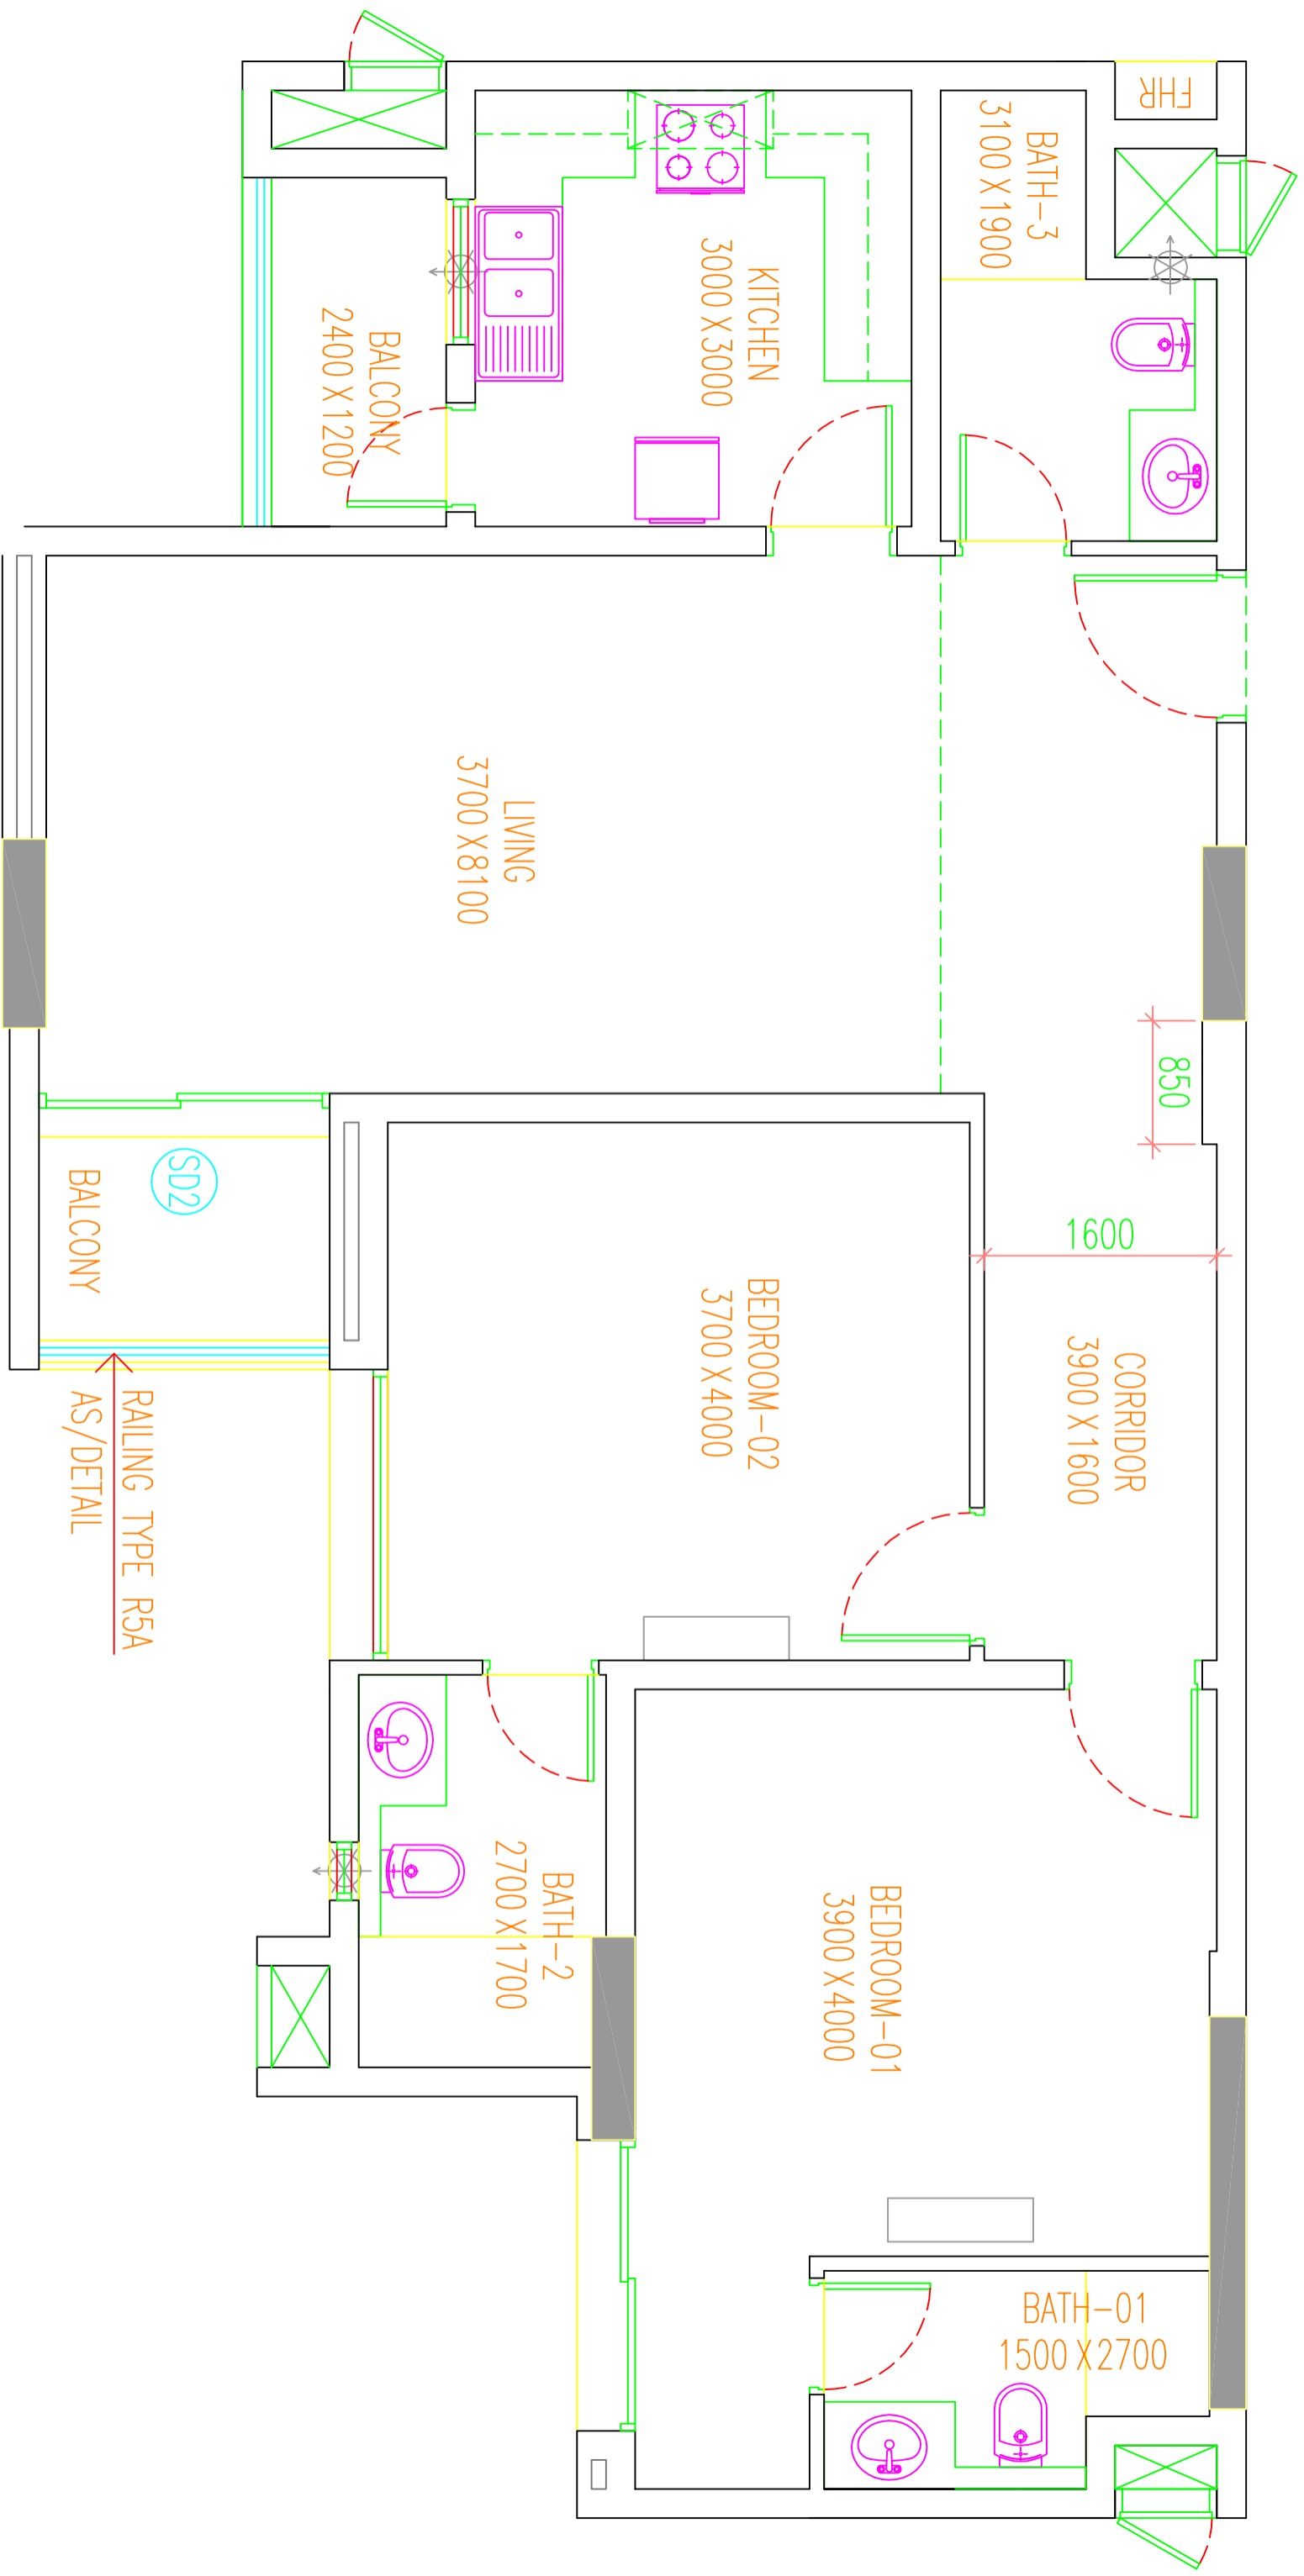 FHR
BATH-3
3100 X 1900
KITCHEN
3000 X 3000
BALCONY
2400 X 1200
LIVING
3700 X 8100
850
1600
SD2
BALCONY
RAILING TYPE R5A
AS/DETAIL
BEDROOM-02
3700 X 4000
CORRIDOR
3900 X 1600
BATH-2
2700 X 1700
BEDROOM-01
3900 X 4000
BATH-01
1500 X 2700